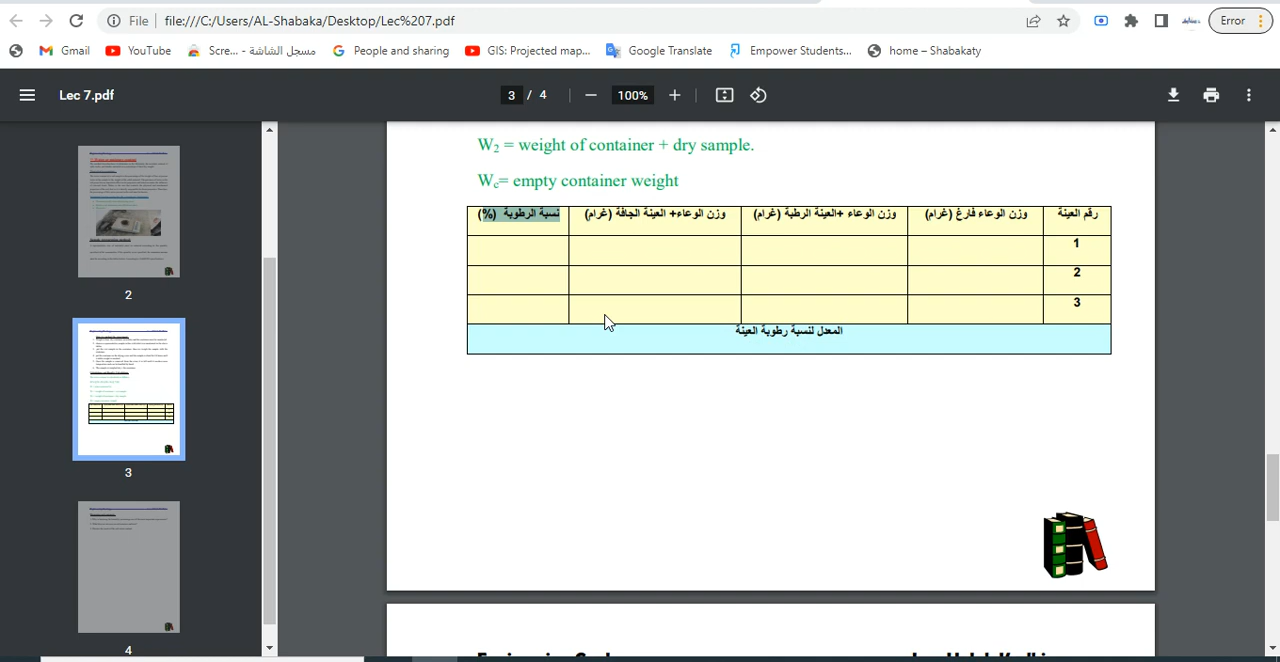 File file:///C:/Users/AL-Shabaka/Desktop/Lec%207.pdf Error
Gmail YouTube Scre... - مسجل الشاشة People and sharing GIS: Projected map... Google Translate Empower Students... home – Shabakaty
Lec 7.pdf 3 / 4 100%
W2 = weight of container + dry sample.
Wc= empty container weight
رقم العينة وزن الوعاء فارغ (غرام) وزن الوعاء +العينة الرطبة (غرام) وزن الوعاء+ العينة الجافة (غرام) نسبة الرطوبة (%)
1
2
3
المعدل لنسبة رطوبة العينة
2
3
4